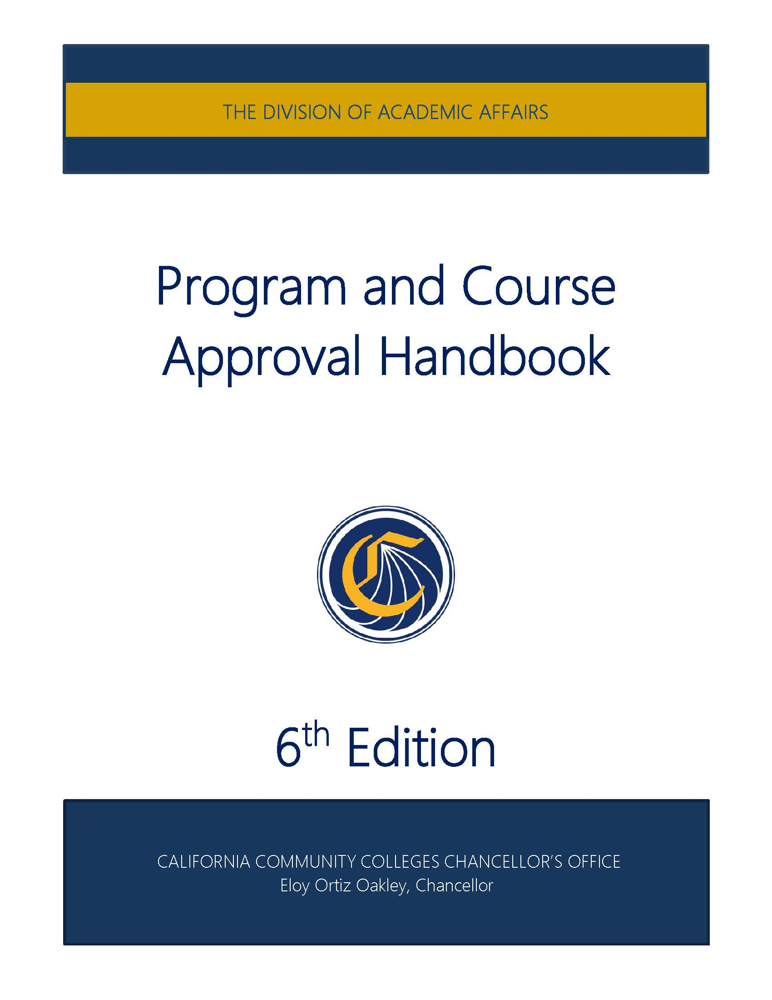 THE DIVISION OF ACADEMIC AFFAIRS
Program and Course
Approval Handbook
C
6th Edition
CALIFORNIA COMMUNITY COLLEGES CHANCELLOR’S OFFICE
Eloy Ortiz Oakley, Chancellor